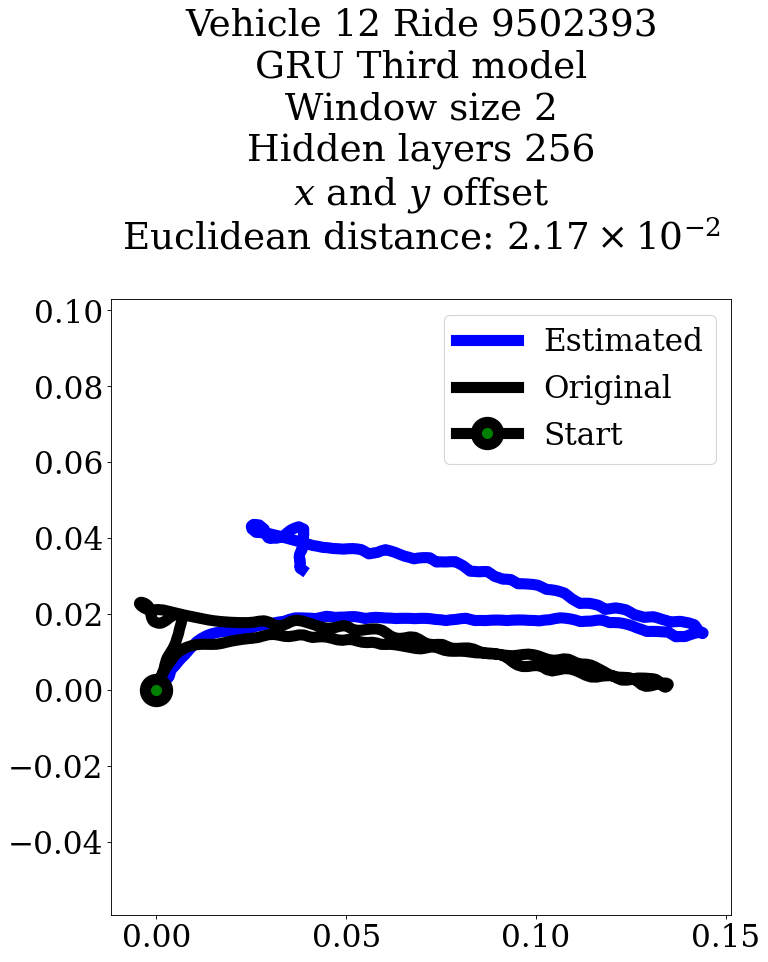 Vehicle 12 Ride 9502393
GRU Third model
Window size 2
Hidden layers 256
x and y offset
Euclidean distance: 2.17 × 10⁻²
Estimated
Original
Start
0.10
0.08
0.06
0.04
0.02
0.00
−0.02
−0.04
0.00 0.05 0.10 0.15